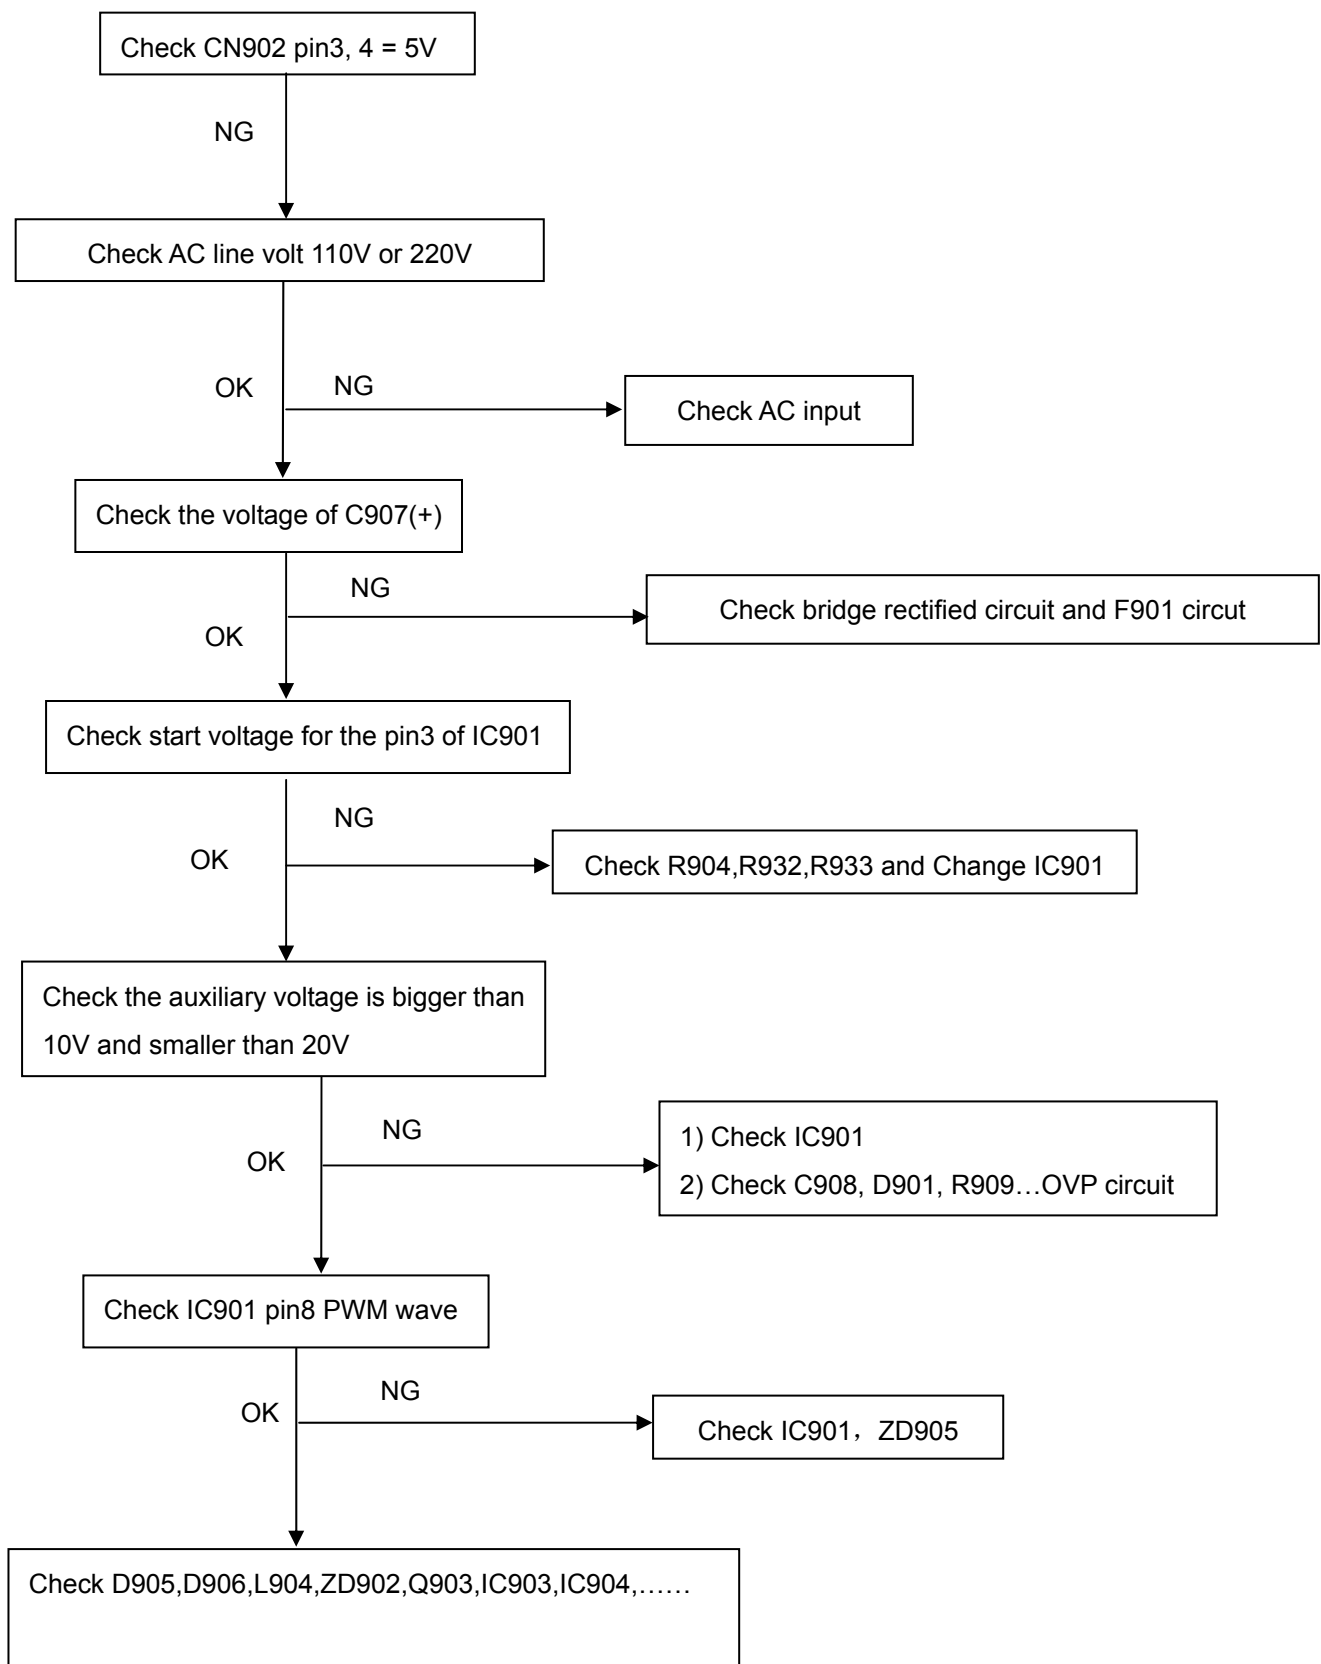 Check CN902 pin3, 4 = 5V
NG
Check AC line volt 110V or 220V
OK
NG
Check AC input
Check the voltage of C907(+)
NG
Check bridge rectified circuit and F901 circut
OK
Check start voltage for the pin3 of IC901
NG
OK
Check R904,R932,R933 and Change IC901
Check the auxiliary voltage is bigger than
10V and smaller than 20V
NG
OK
1) Check IC901
2) Check C908, D901, R909…OVP circuit
Check IC901 pin8 PWM wave
NG
OK
Check IC901，ZD905
Check D905,D906,L904,ZD902,Q903,IC903,IC904,……